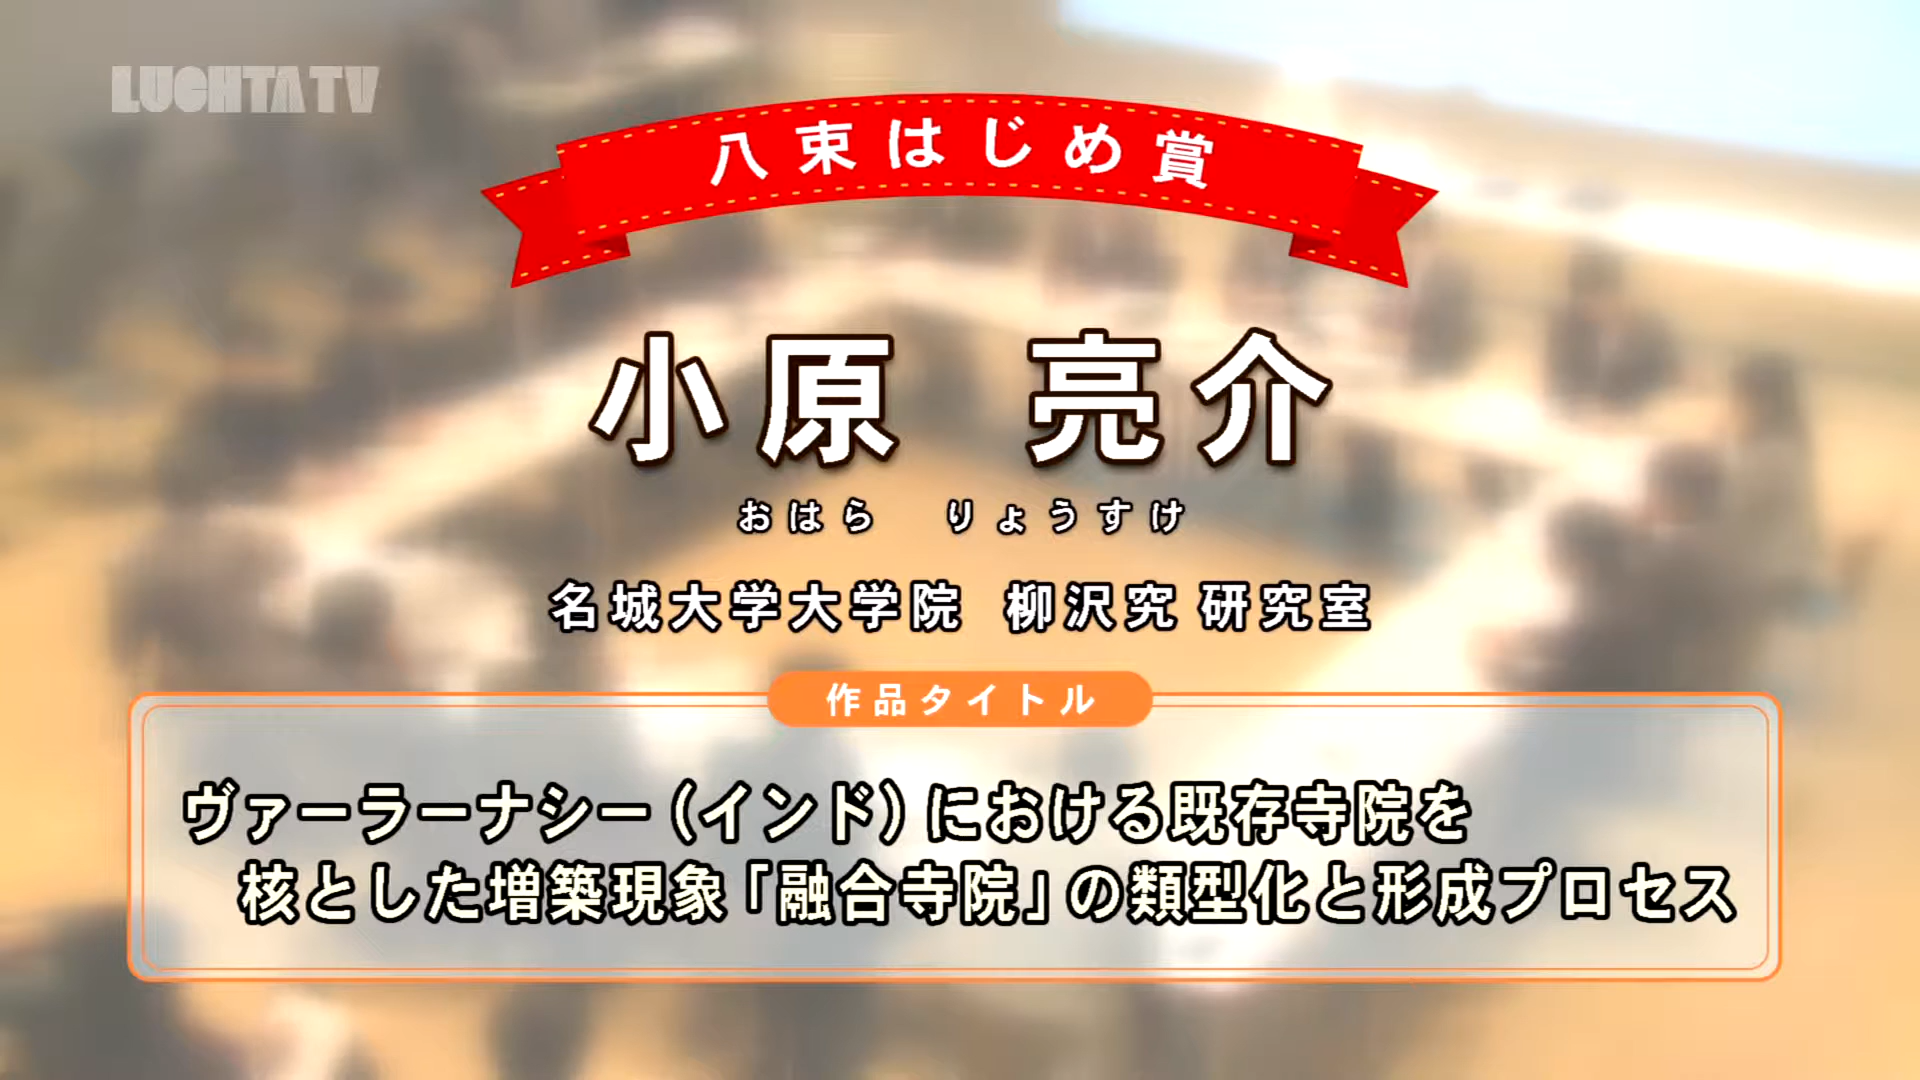 LUCHTA TV
八束はじめ賞
小原 亮介
おはら りょうすけ
名城大学大学院 柳沢究 研究室
作品タイトル
ヴァーラーナシー(インド)における既存寺院を
核とした増築現象「融合寺院」の類型化と形成プロセス